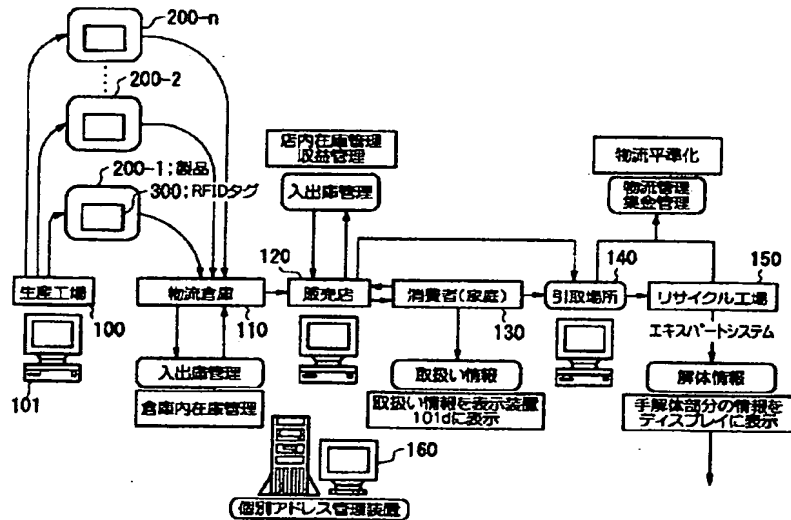 200-n
200-2
200-1;製品
300;RFIDタグ
店内在庫管理
収益管理
入出庫管理
物流平準化
物流管理
集金管理
120
140
150
生産工場
物流倉庫
販売店
消費者(家庭)
引取場所
リサイクル工場
100
110
130
エキスパートシステム
101
入出庫管理
倉庫内在庫管理
取扱い情報
取扱い情報を表示装置
101dに表示
解体情報
手解体部分の情報を
ディスプレイに表示
160
個別アドレス管理装置